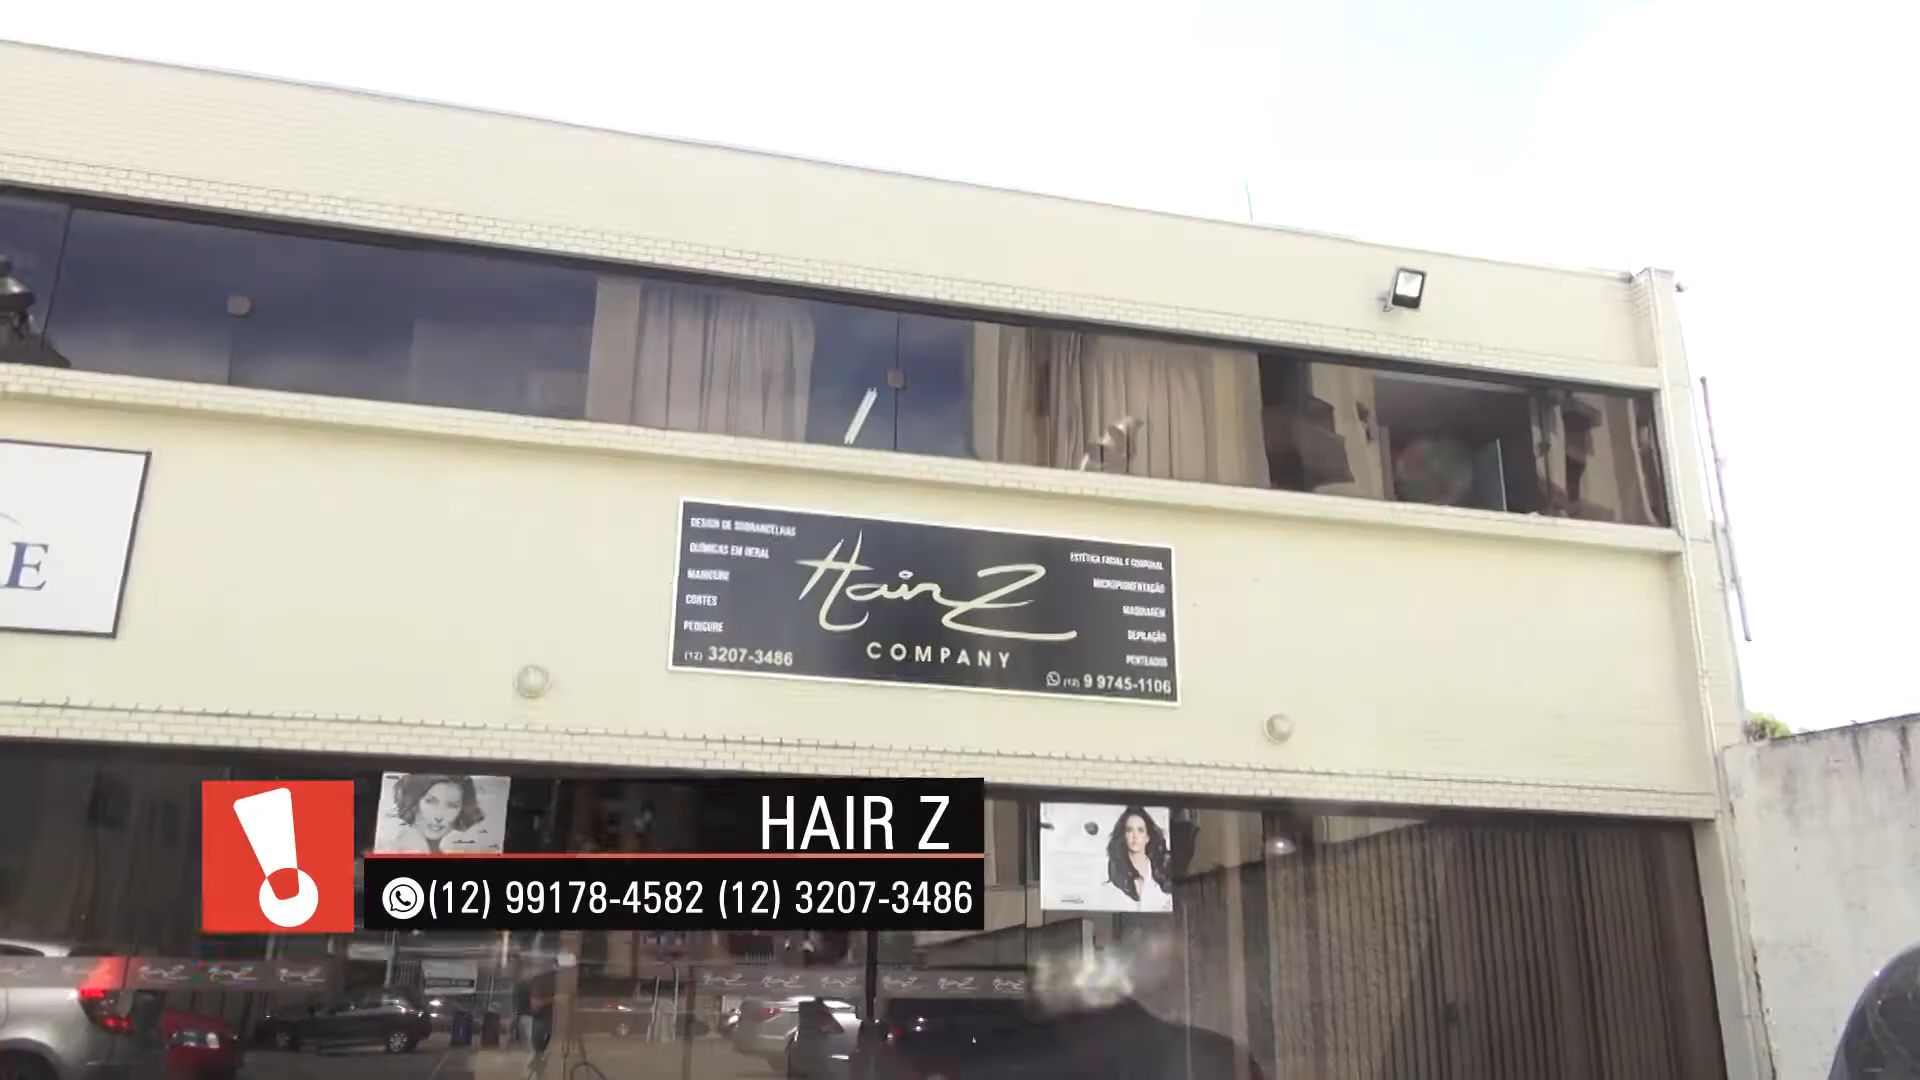 E
DESIGN DE SOBRANCELHAS
QUÍMICAS EM GERAL
MANICURE
CORTES
PEDICURE
(12) 3207-3486
Hair Z
COMPANY
ESTÉTICA FACIAL E CORPORAL
MICROPIGMENTAÇÃO
MAQUIAGEM
DEPILAÇÃO
PENTEADOS
(12) 9 9745-1106
HAIR Z
(12) 99178-4582 (12) 3207-3486